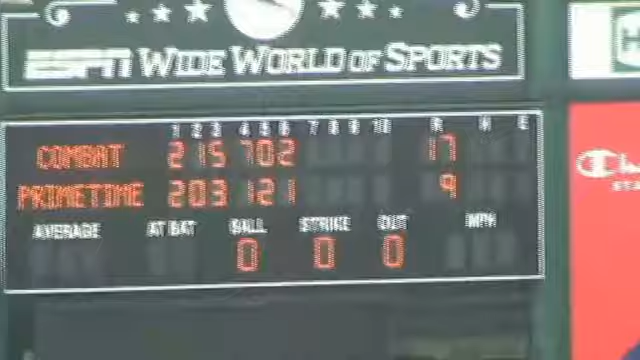 ESPN WIDE WORLD OF SPORTS
1 2 3 4 5 6 7 8 9 10 R H E
COMBAT 2 1 5 7 0 2 17
PRIMETIME 2 0 3 1 2 1 9
AVERAGE AT BAT BALL STRIKE OUT MPH
0 0 0